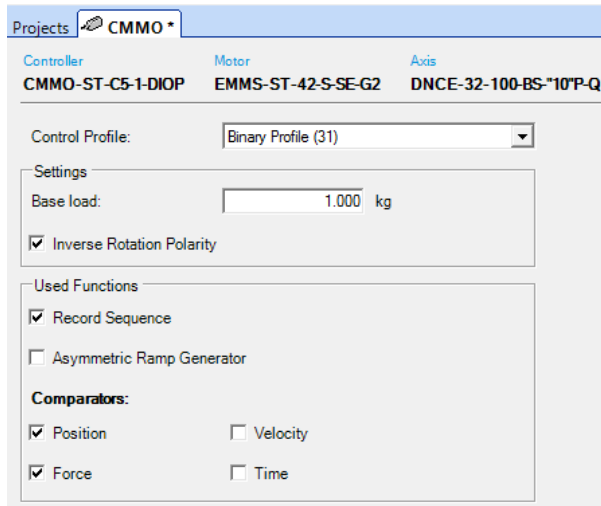 Projects CMMO *
Controller Motor Axis
CMMO-ST-C5-1-DIOP EMMS-ST-42-S-SE-G2 DNCE-32-100-BS-"10"P-Q
Control Profile: Binary Profile (31)
Settings
Base load: 1.000 kg
Inverse Rotation Polarity
Used Functions
Record Sequence
Asymmetric Ramp Generator
Comparators:
Position Velocity
Force Time